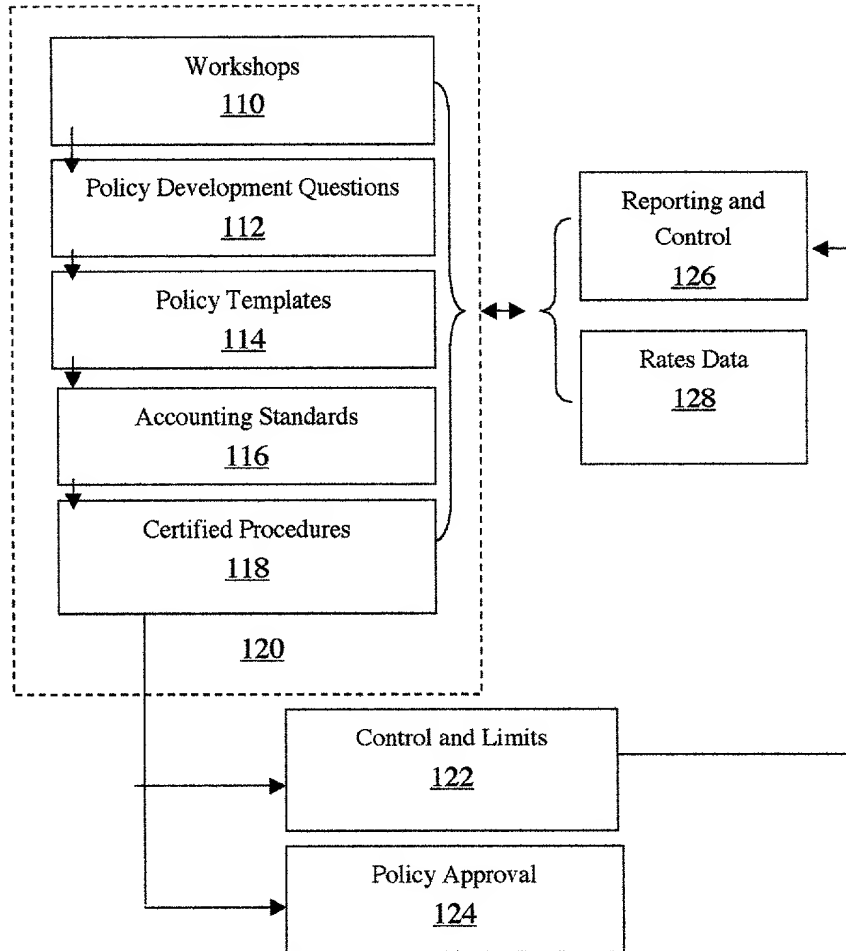 Workshops
110
Policy Development Questions
112
Policy Templates
114
Accounting Standards
116
Certified Procedures
118
120
Reporting and
Control
126
Rates Data
128
Control and Limits
122
Policy Approval
124